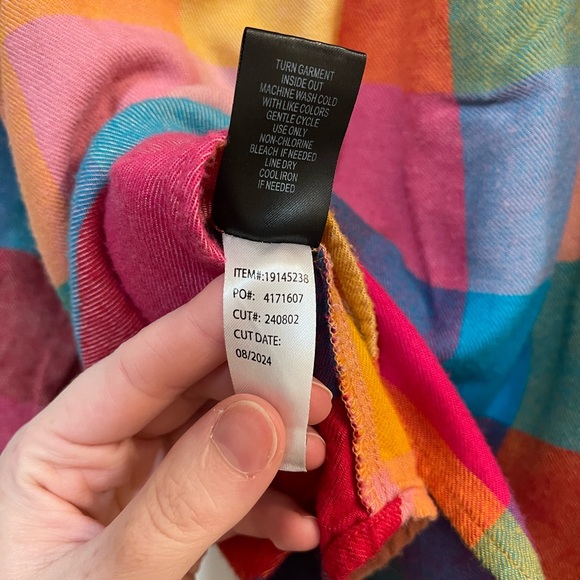 TURN GARMENT
INSIDE OUT
MACHINE WASH COLD
WITH LIKE COLORS
GENTLE CYCLE
USE ONLY
NON-CHLORINE
BLEACH IF NEEDED
LINE DRY
COOL IRON
IF NEEDED
ITEM#:19145238
PO#: 4171607
CUT#: 240802
CUT DATE:
08/2024